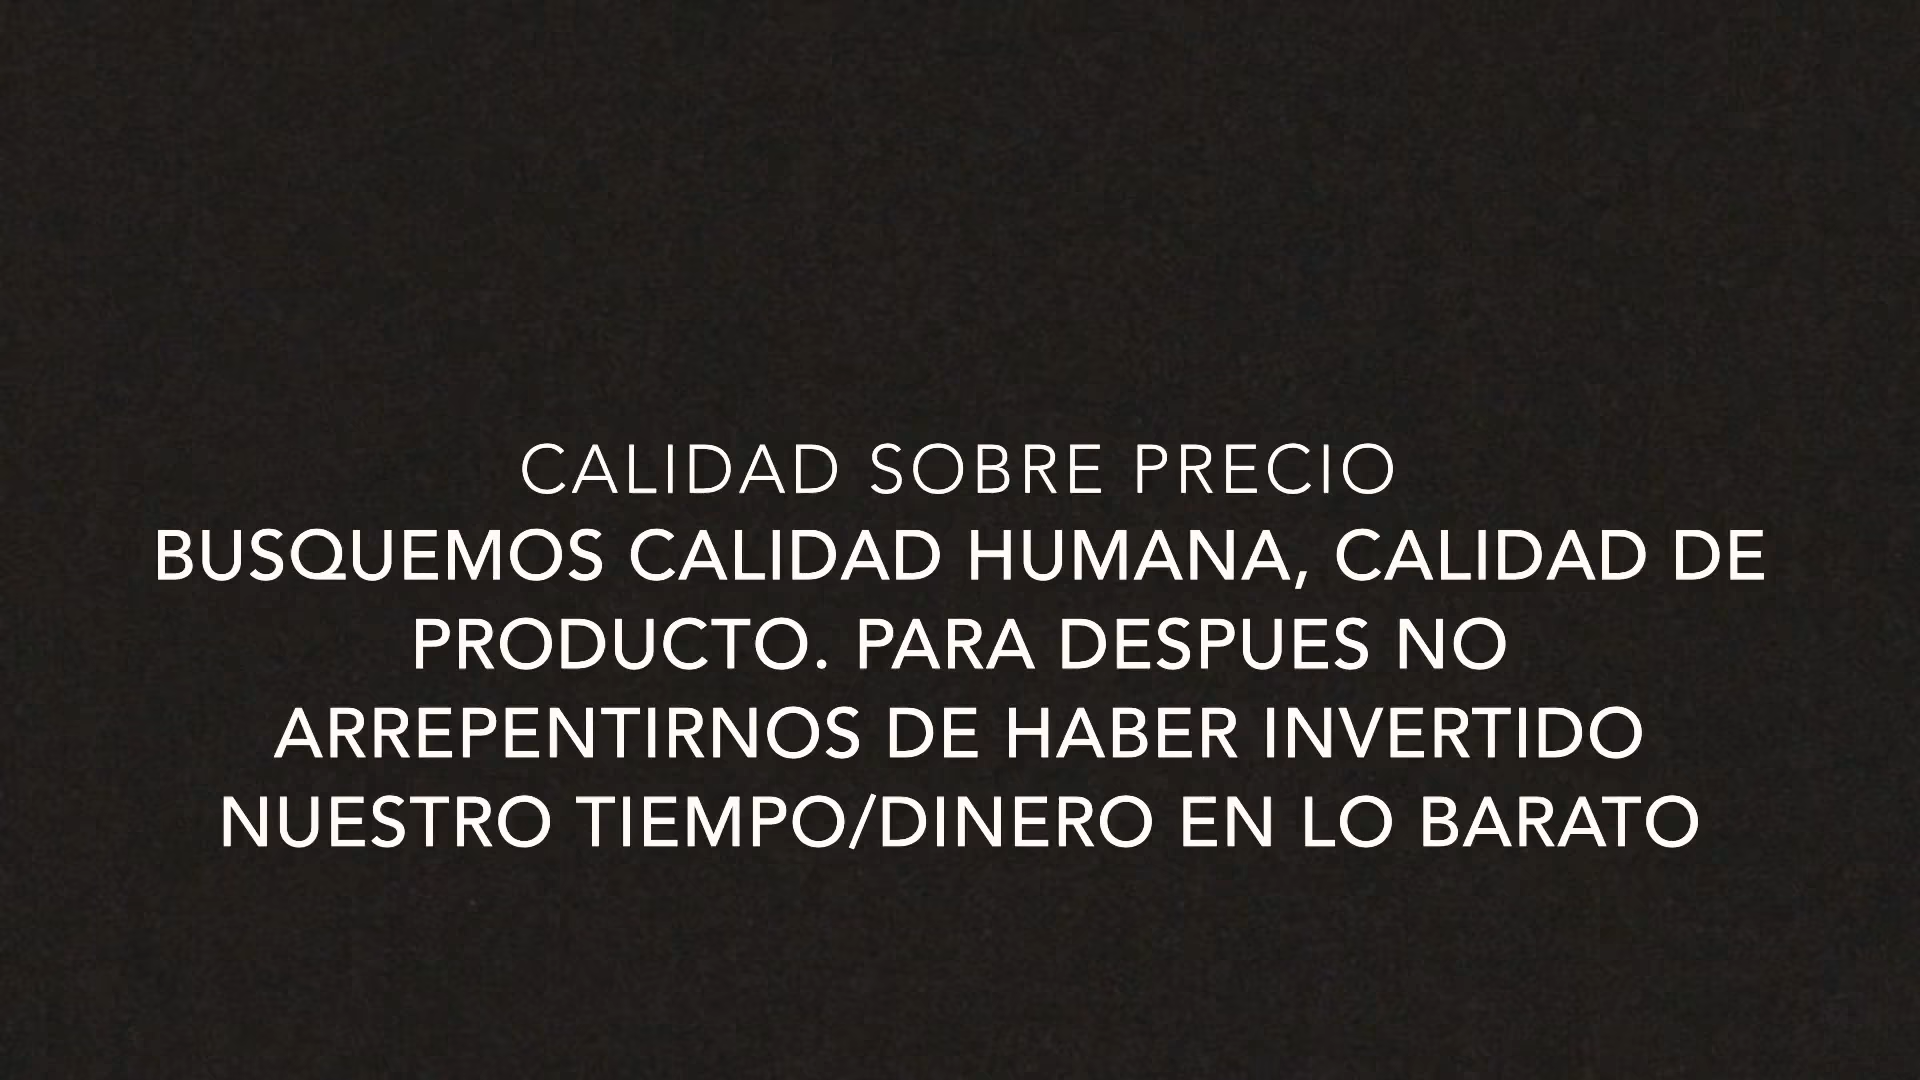 CALIDAD SOBRE PRECIO
BUSQUEMOS CALIDAD HUMANA, CALIDAD DE
PRODUCTO. PARA DESPUES NO
ARREPENTIRNOS DE HABER INVERTIDO
NUESTRO TIEMPO/DINERO EN LO BARATO